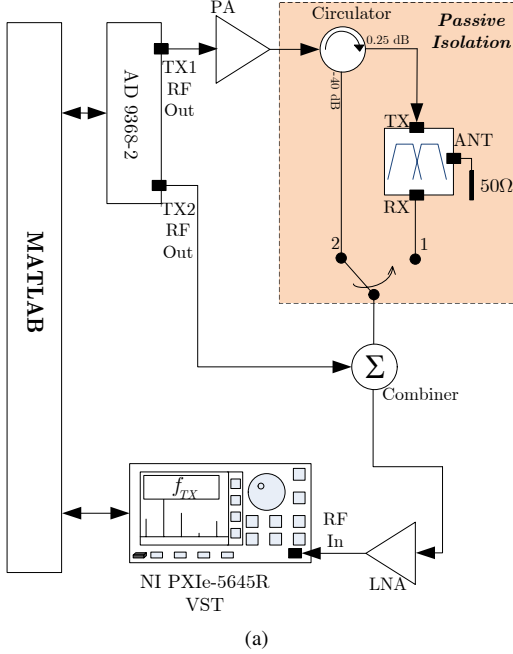 PA
Circulator
Passive
Isolation
0.25 dB
-40 dB
TX1
RF
Out
AD 9368-2
TX
ANT
50Ω
RX
TX2
RF
Out
2
1
MATLAB
Σ
Combiner
f_TX
RF
In
LNA
NI PXIe-5645R
VST
(a)